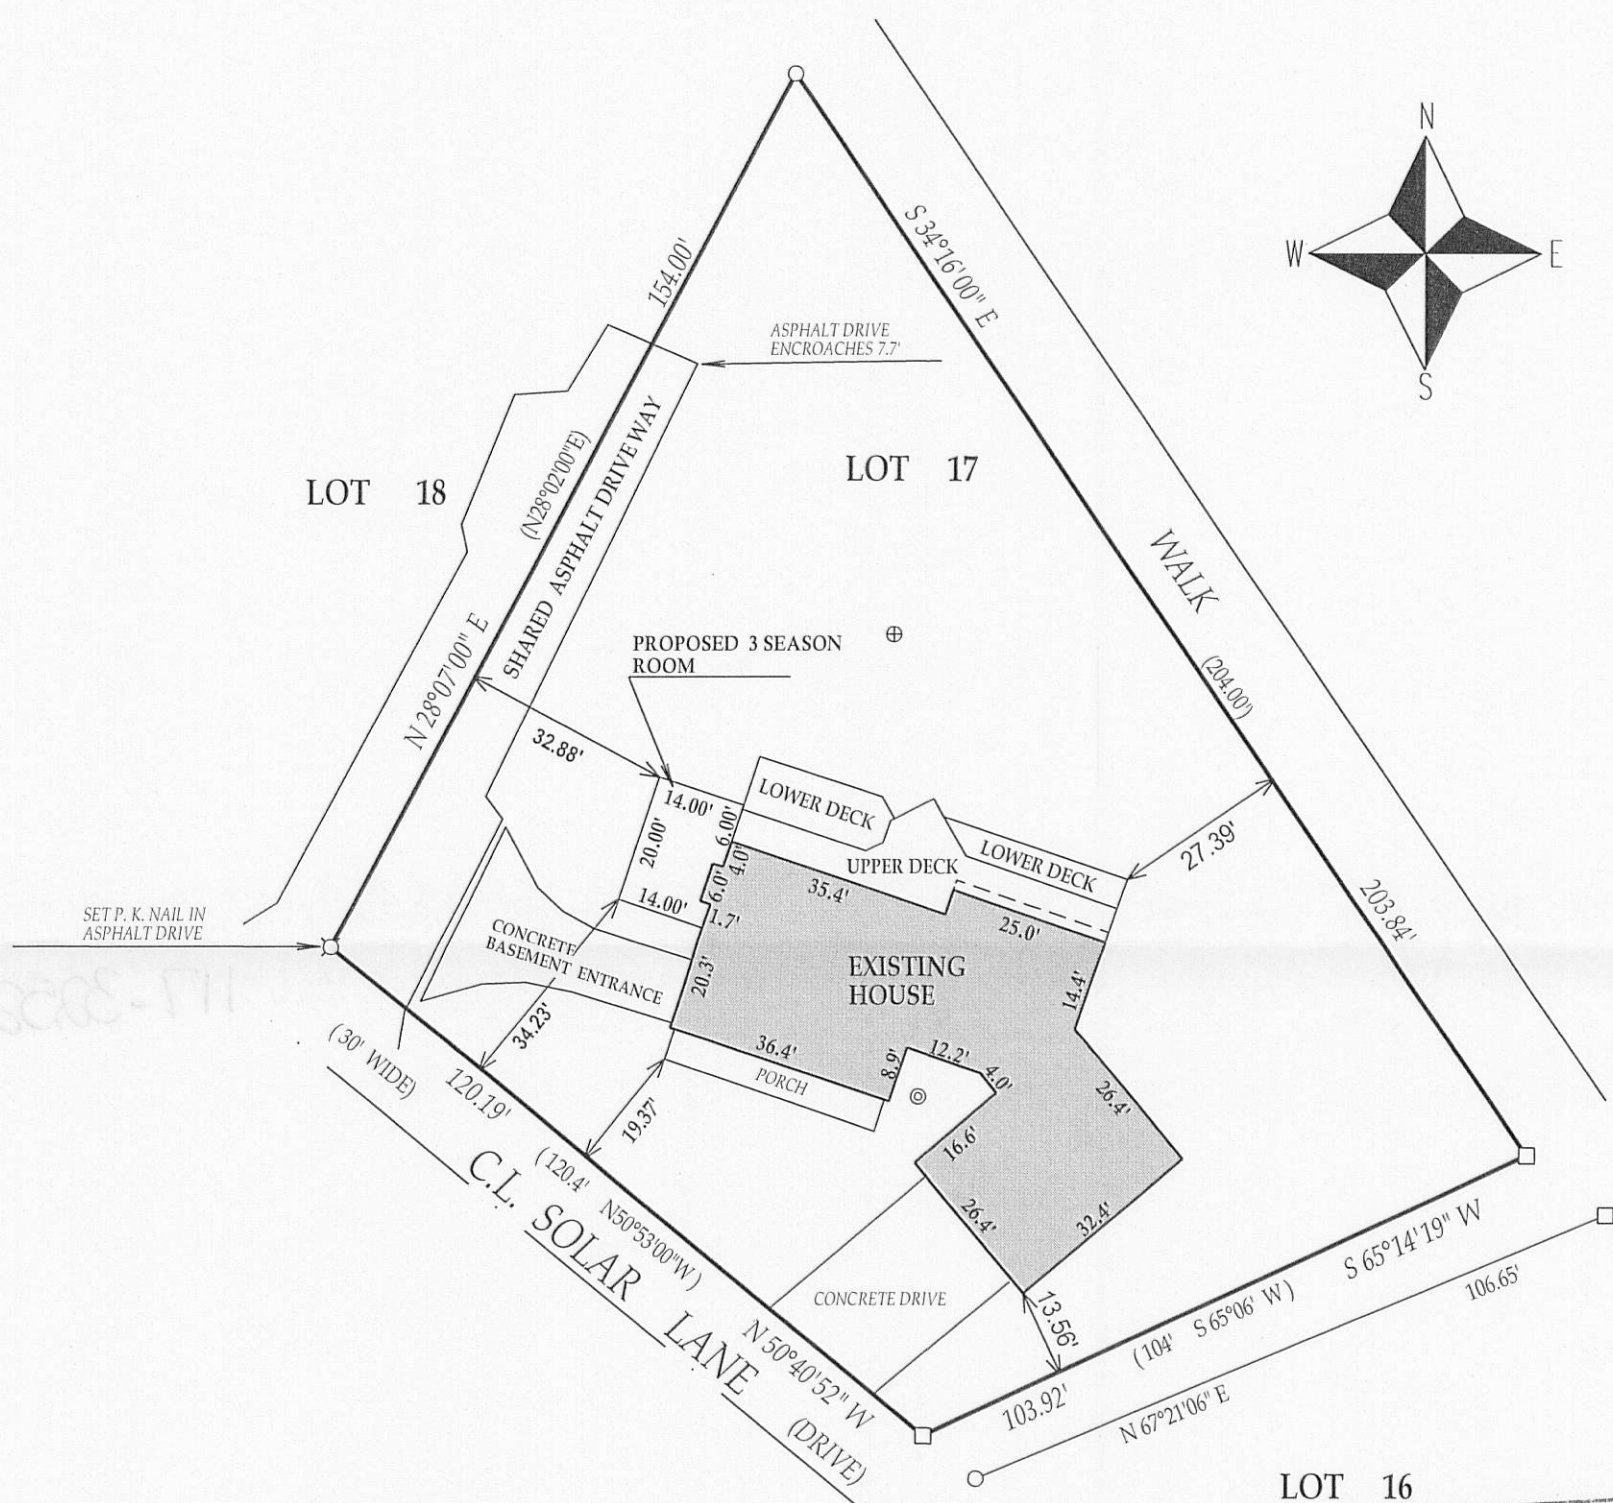 N
W
E
S
S 34°16'00" E
154.00'
ASPHALT DRIVE
ENCROACHES 7.7'
LOT 17
LOT 18
(N28°02'00"E)
SHARED ASPHALT DRIVEWAY
N 28°07'00" E
WALK
(204.00')
203.84'
PROPOSED 3 SEASON
ROOM
32.88'
14.00'
20.00'
14.00'
6.00'
4.0'
6.0'
1.7'
LOWER DECK
UPPER DECK
LOWER DECK
27.39'
35.4'
25.0'
SET P. K. NAIL IN
ASPHALT DRIVE
CONCRETE
BASEMENT ENTRANCE
20.3'
EXISTING
HOUSE
14.4'
34.23'
36.4'
PORCH
8.9'
12.2'
4.0'
26.4'
19.37'
16.6'
26.4'
32.4'
(30' WIDE)
120.19'
(120.4' N50°53'00"W)
C.L. SOLAR LANE
(DRIVE)
N 50°40'52" W
CONCRETE DRIVE
13.56'
103.92'
(104' S 65°06' W)
S 65°14'19" W
N 67°21'06" E
106.65'
LOT 16